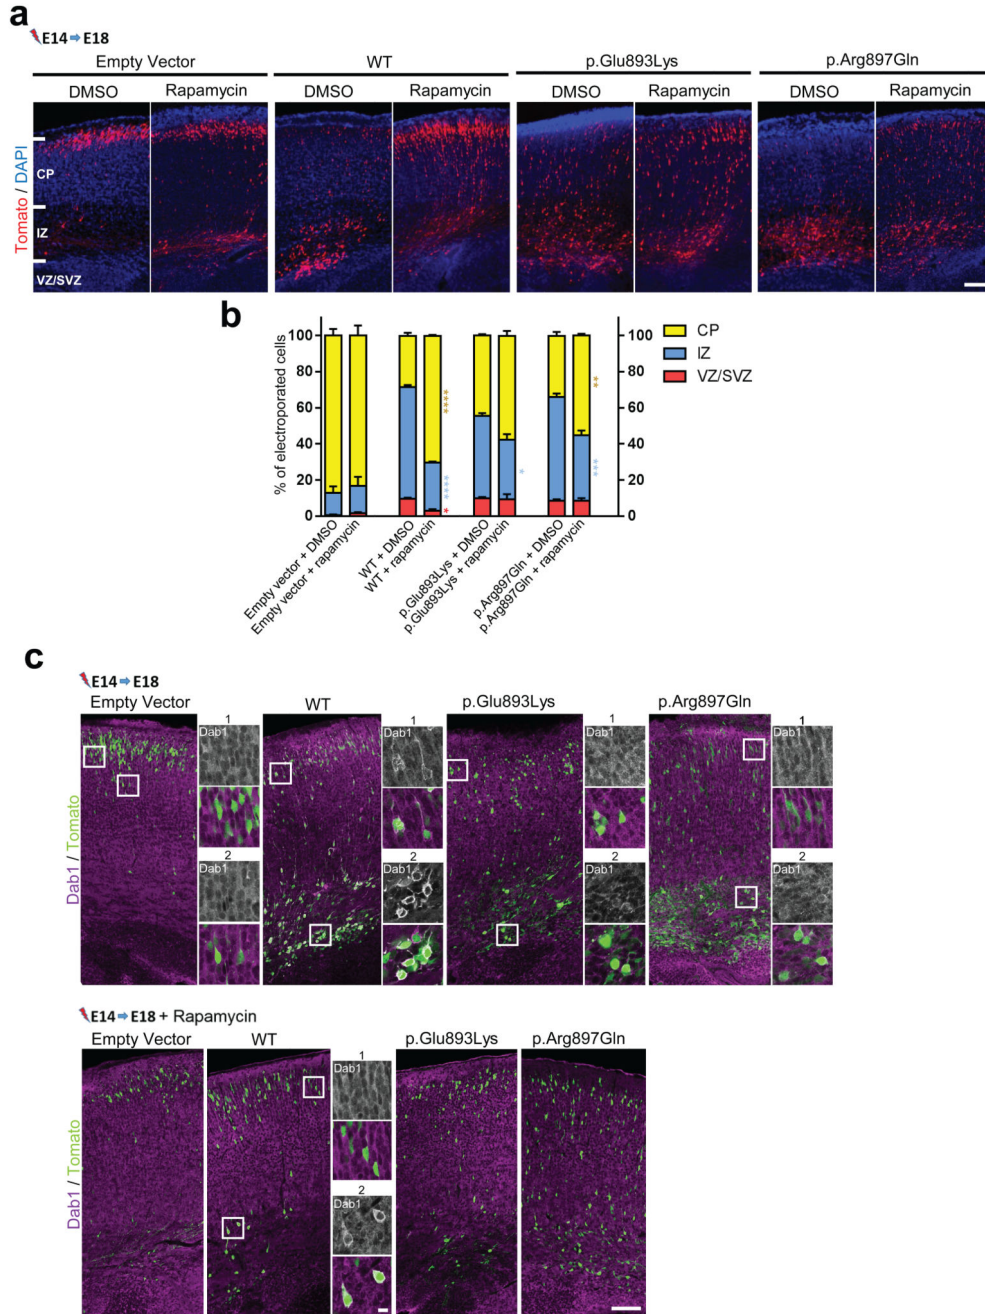 a
E14 ➡ E18
Empty Vector WT p.Glu893Lys p.Arg897Gln
DMSO Rapamycin DMSO Rapamycin DMSO Rapamycin DMSO Rapamycin
Tomato / DAPI
CP
IZ
VZ/SVZ
b
% of electroporated cells
100 80 60 40 20 0
**** **** * * ** ***
100 80 60 40 20 0
CP
IZ
VZ/SVZ
Empty vector + DMSO
Empty vector + rapamycin
WT + DMSO
WT + rapamycin
p.Glu893Lys + DMSO
p.Glu893Lys + rapamycin
p.Arg897Gln + DMSO
p.Arg897Gln + rapamycin
c
E14 ➡ E18
Empty Vector WT p.Glu893Lys p.Arg897Gln
Dab1 / Tomato
1 1 1 1
Dab1 Dab1 Dab1 Dab1
2 2 2 2
Dab1 Dab1 Dab1 Dab1
E14 ➡ E18 + Rapamycin
Empty Vector WT p.Glu893Lys p.Arg897Gln
Dab1 / Tomato
1
Dab1
2
Dab1